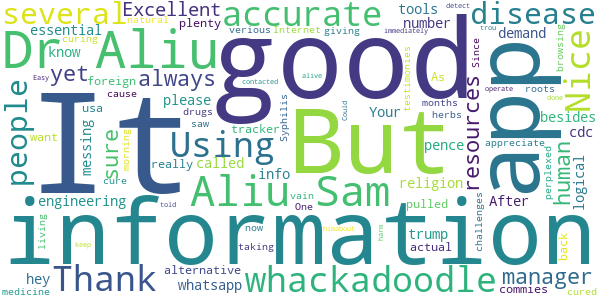 several Excellent accurate tools disease
essential plenty number demand verious Internet giving detect
natural curing immediately trou
Dr Aliu good app Nice
know yet always foreign usa messing
people It But information
cause please drugs saw tracker
As since months herbs testimonies browsing
Using Your resources besides cdc roots
sure called really info Syphilis Could alive contacted
want morning cure engineering
human logical operate done Easy
Aliu Sam pence religion After appreciate perplexed
vain One told now taking
trump pulled actual challenges
living hey Thank alternative whatsapp
whackadoodle manager back
commies cured medicine keep harm himabout